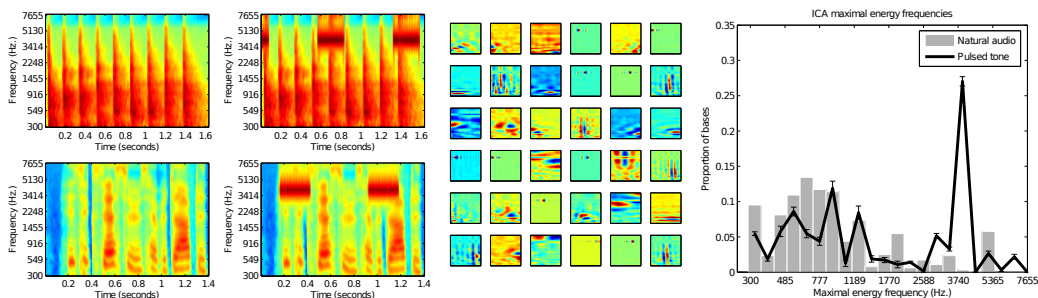 7655
5130
3414
2248
1455
916
549
300
Frequency (Hz.)
0.2 0.4 0.6 0.8 1 1.2 1.4 1.6
Time (seconds)
7655
5130
3414
2248
1455
916
549
300
Frequency (Hz.)
0.2 0.4 0.6 0.8 1 1.2 1.4 1.6
Time (seconds)
7655
5130
3414
2248
1455
916
549
300
Frequency (Hz.)
0.2 0.4 0.6 0.8 1 1.2 1.4
Time (seconds)
7655
5130
3414
2248
1455
916
549
300
Frequency (Hz.)
0.2 0.4 0.6 0.8 1 1.2 1.4
Time (seconds)
ICA maximal energy frequencies
Natural audio
Pulsed tone
0.35
0.3
0.25
0.2
0.15
0.1
0.05
0
Proportion of bases
300 485 777 1189 1770 2588 3740 5365 7655
Maximal energy frequency (Hz.)